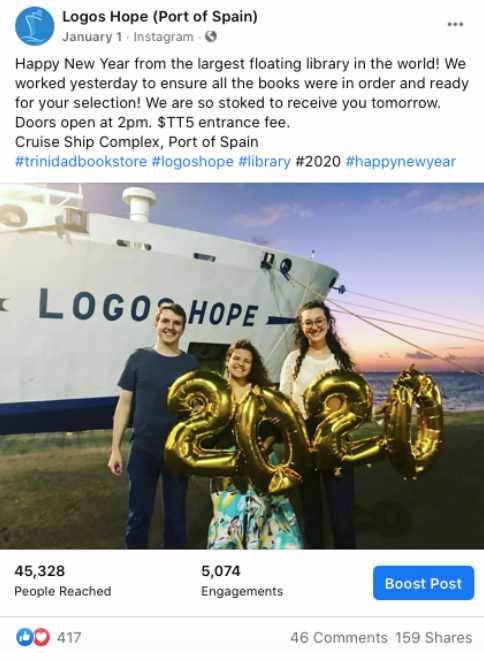 Logos Hope (Port of Spain)
January 1 · Instagram ·
Happy New Year from the largest floating library in the world! We
worked yesterday to ensure all the books were in order and ready
for your selection! We are so stoked to receive you tomorrow.
Doors open at 2pm. $TT5 entrance fee.
Cruise Ship Complex, Port of Spain
#trinidadbookstore #logoshope #library #2020 #happynewyear
LOGOS HOPE
2020
45,328
People Reached
5,074
Engagements
Boost Post
417
46 Comments 159 Shares